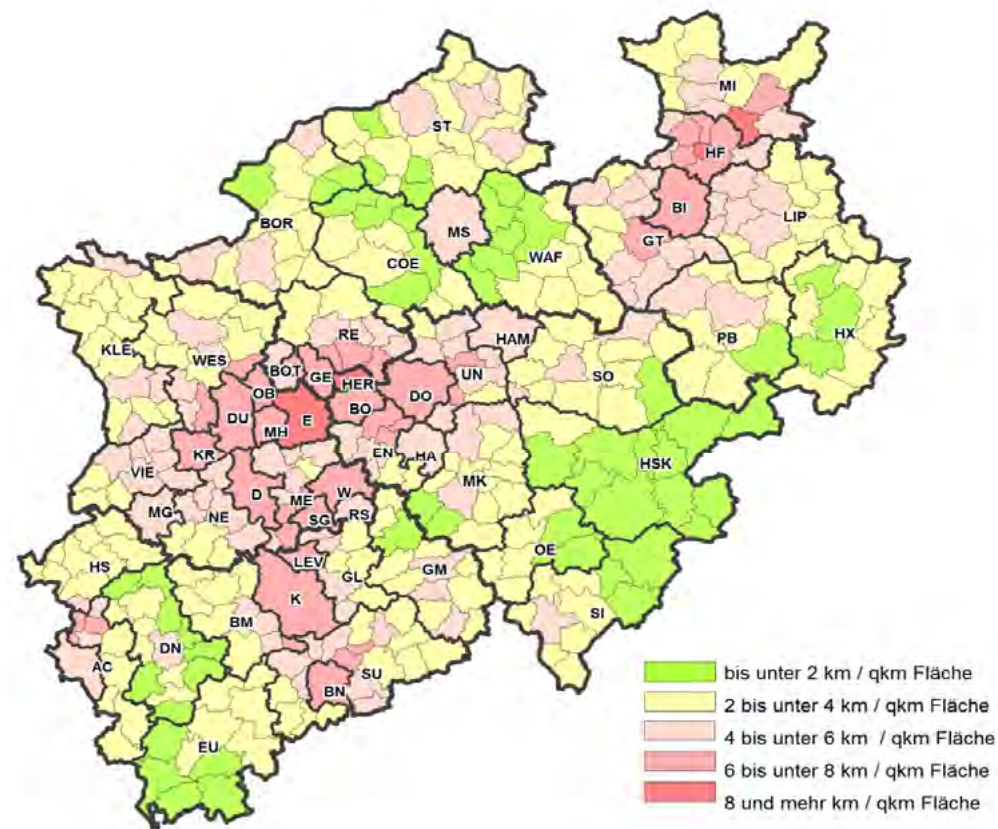 MI
ST
HF
BI
LIP
BOR
MS
GT
WAF
COE
HX
PB
RE
HAM
KLE
WES
UN
SO
BOT
GE
HER
OB
DO
BO
DU
E
MH
EN
HA
HSK
KR
VIE
MK
D
ME
W
MG
NE
SG
RS
OE
HS
LEV
GL
GM
K
SI
BM
DN
AC
SU
BN
EU
bis unter 2 km / qkm Fläche
2 bis unter 4 km / qkm Fläche
4 bis unter 6 km / qkm Fläche
6 bis unter 8 km / qkm Fläche
8 und mehr km / qkm Fläche